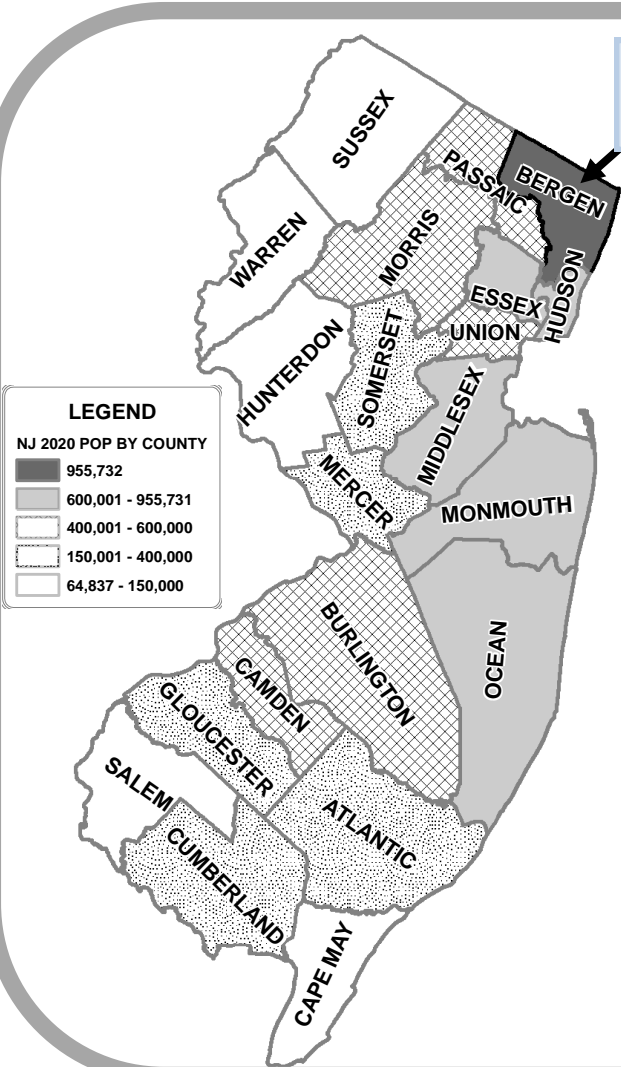 SUSSEX
PASSAIC
BERGEN
WARREN
MORRIS
ESSEX
HUDSON
UNION
HUNTERDON
SOMERSET
MIDDLESEX
MERCER
MONMOUTH
LEGEND
NJ 2020 POP BY COUNTY
955,732
600,001 - 955,731
400,001 - 600,000
150,001 - 400,000
64,837 - 150,000
BURLINGTON
OCEAN
CAMDEN
GLOUCESTER
SALEM
ATLANTIC
CUMBERLAND
CAPE MAY